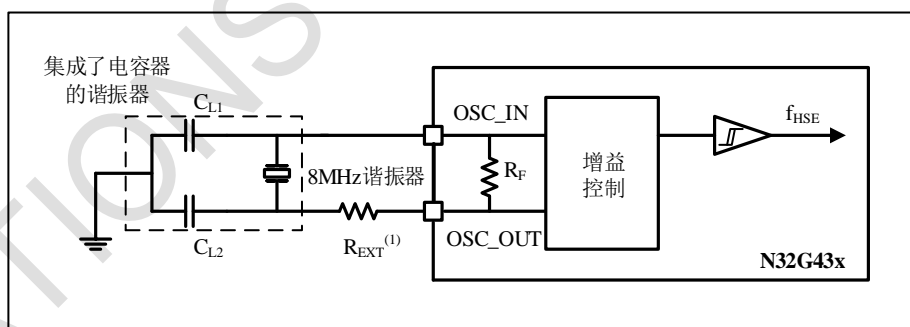 集成了电容器
的谐振器
C_L1
OSC_IN
f_HSE
8MHz谐振器
R_F
增益
控制
C_L2
R_EXT(1)
OSC_OUT
N32G43x
TIONS